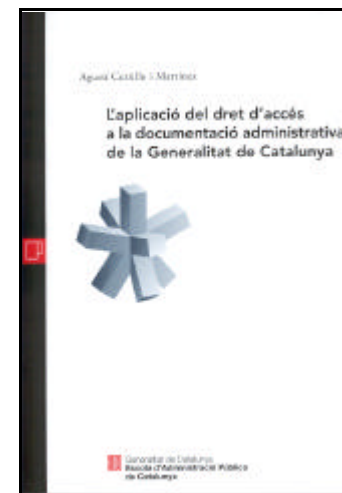 Agustí i Martínez
L'aplicació del dret d'accés
a la documentació administrativa
de la Generalitat de Catalunya
Generalitat de Catalunya
Escola d'Administració Pública
de Catalunya